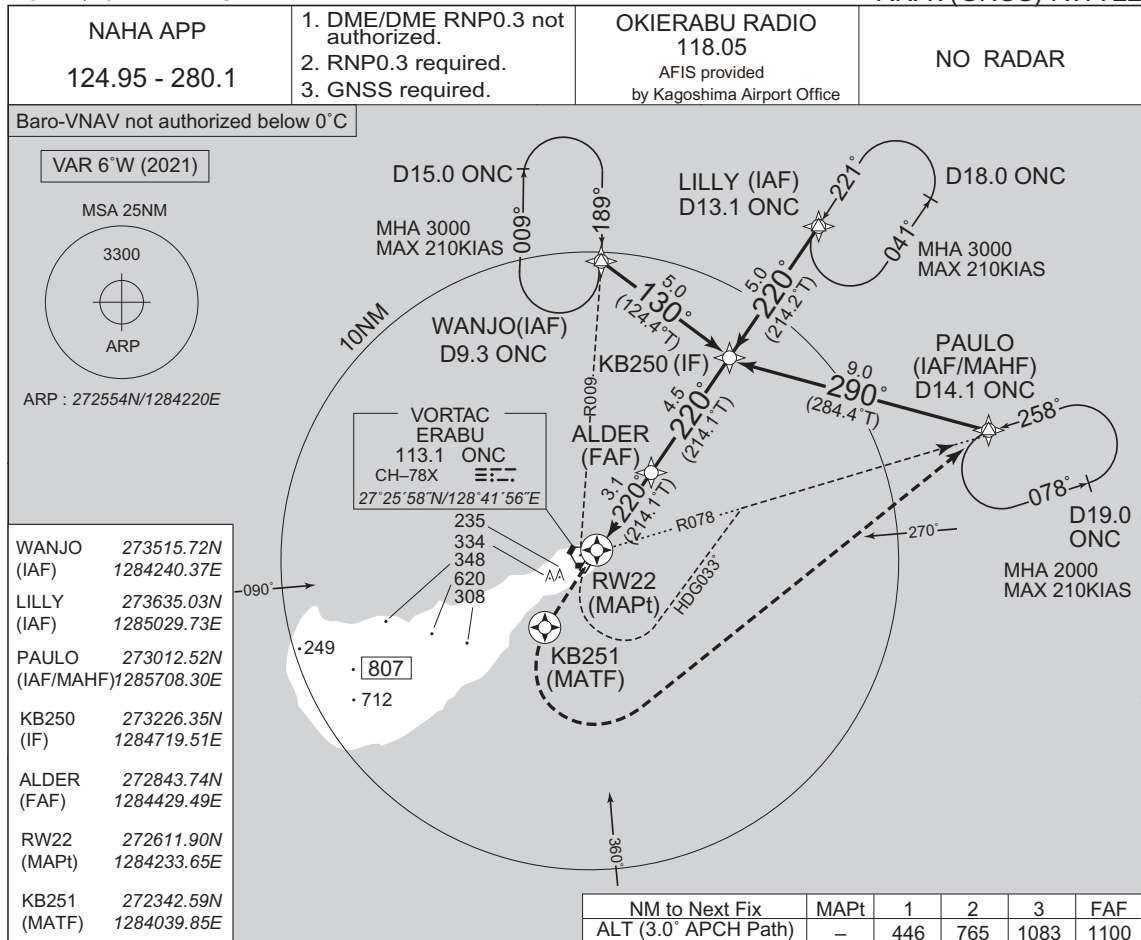 NAHA APP
124.95 - 280.1
1. DME/DME RNP0.3 not
authorized.
2. RNP0.3 required.
3. GNSS required.
OKIERABU RADIO
118.05
AFIS provided
by Kagoshima Airport Office
NO RADAR
Baro-VNAV not authorized below 0˚C
VAR 6˚W (2021)
MSA 25NM
3300
ARP
ARP : 272554N/1284220E
D15.0 ONC
MHA 3000
MAX 210KIAS
009°
189°
WANJO(IAF)
D9.3 ONC
10NM
LILLY (IAF)
D13.1 ONC
221°
041°
D18.0 ONC
MHA 3000
MAX 210KIAS
5.0
130°
(124.4°T)
5.0
220°
(214.2°T)
KB250 (IF)
PAULO
(IAF/MAHF)
D14.1 ONC
9.0
290°
(284.4°T)
258°
078°
D19.0
ONC
MHA 2000
MAX 210KIAS
R009
4.5
220°
(214.1°T)
ALDER
(FAF)
3.1
220°
(214.1°T)
R078
270°
VORTAC
ERABU
113.1 ONC
CH–78X
27˚25´58˝N/128˚41´56˝E
235
334
348
620
308
249
807
712
090°
RW22
(MAPt)
HDG033°
KB251
(MATF)
360°
WANJO 273515.72N
(IAF) 1284240.37E
LILLY 273635.03N
(IAF) 1285029.73E
PAULO 273012.52N
(IAF/MAHF) 1285708.30E
KB250 273226.35N
(IF) 1284719.51E
ALDER 272843.74N
(FAF) 1284429.49E
RW22 272611.90N
(MAPt) 1284233.65E
KB251 272342.59N
(MATF) 1284039.85E
NM to Next Fix MAPt 1 2 3 FAF
ALT (3.0˚ APCH Path) – 446 765 1083 1100